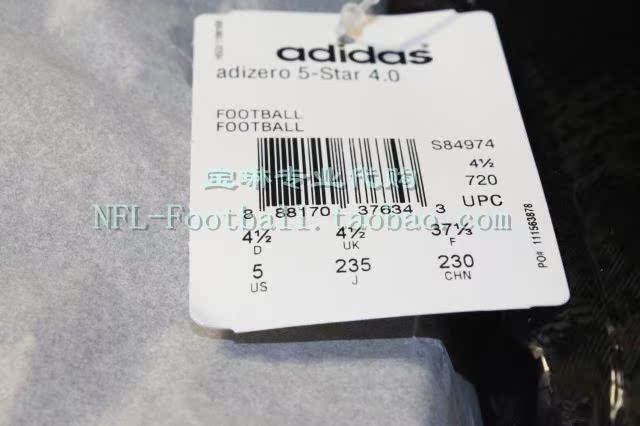 adidas
adizero 5-Star 4.0
FOOTBALL
FOOTBALL
S84974
4½
720
UPC
8 88170 37634 3
宝琳专业代购
NFL-Football.taobao.com
4½ 4½ 37⅓
D UK F
5 235 230
US J CHN
PO# 111563878